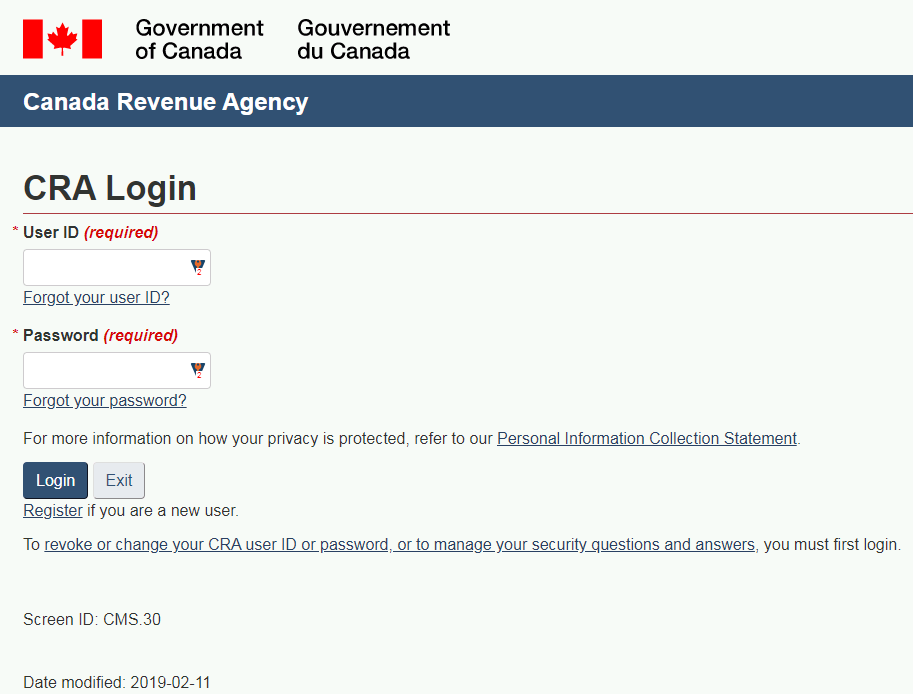 Government Gouvernement
of Canada du Canada
Canada Revenue Agency
CRA Login
* User ID (required)
2
Forgot your user ID?
* Password (required)
2
Forgot your password?
For more information on how your privacy is protected, refer to our Personal Information Collection Statement.
Login Exit
Register if you are a new user.
To revoke or change your CRA user ID or password, or to manage your security questions and answers, you must first login.
Screen ID: CMS.30
Date modified: 2019-02-11